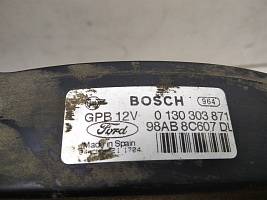 BOSCH 964
GPB 12V 0 130 303 871
Ford 98AB 8C607 DL
Made in Spain